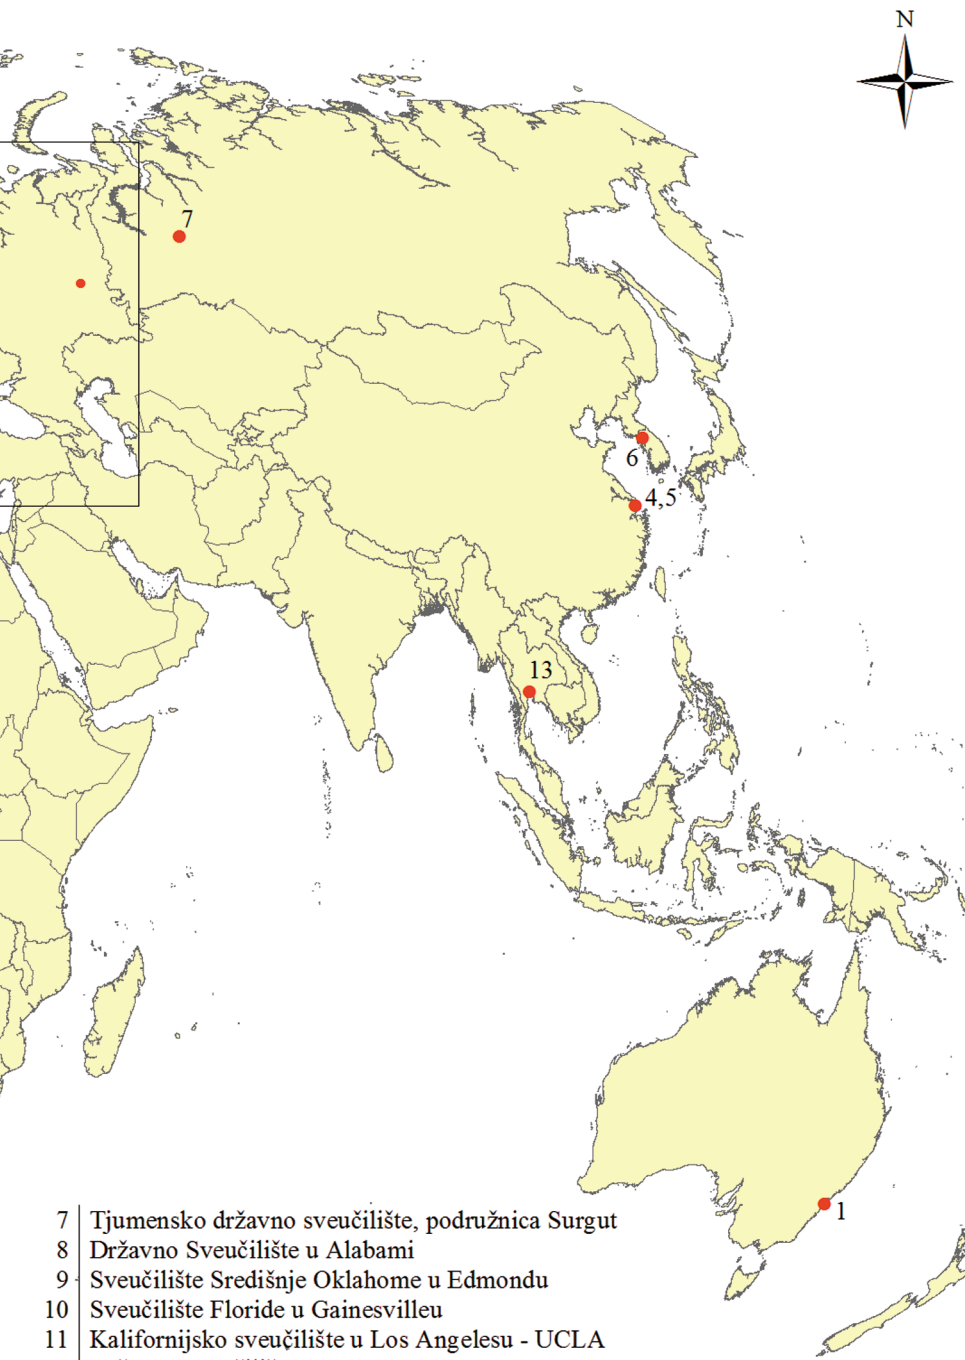 N
7
6
4,5
13
1
7 Tjumensko državno sveučilište, podružnica Surgut
8 Državno Sveučilište u Alabami
9 Sveučilište Središnje Oklahome u Edmondu
10 Sveučilište Floride u Gainesvilleu
11 Kalifornijsko sveučilište u Los Angelesu - UCLA